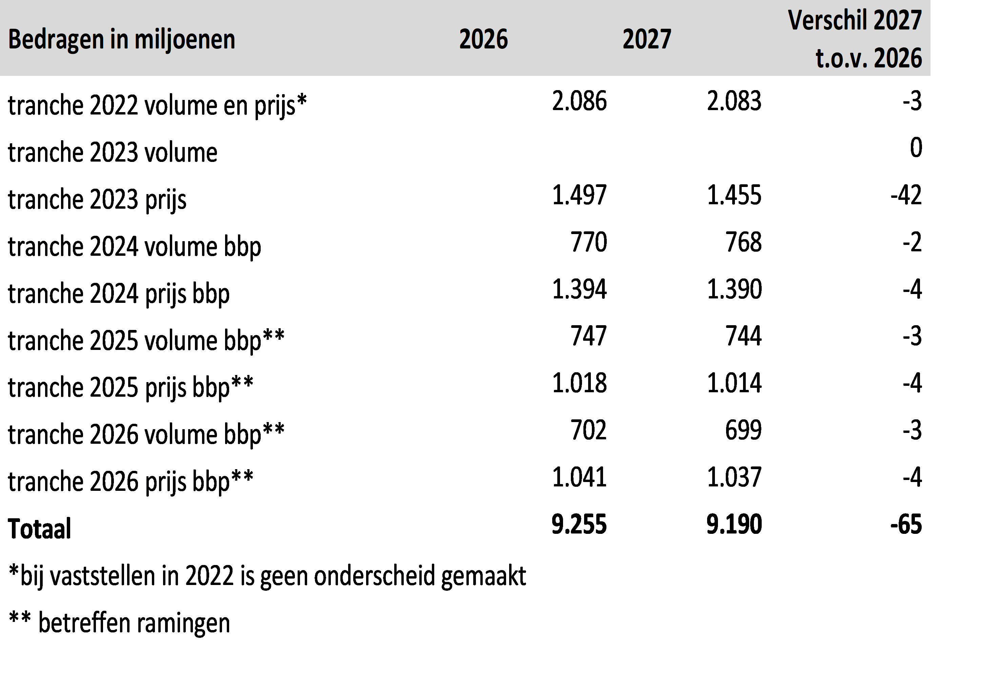 Bedragen in miljoenen 2026 2027 Verschil 2027
t.o.v. 2026
tranche 2022 volume en prijs* 2.086 2.083 -3
tranche 2023 volume 0
tranche 2023 prijs 1.497 1.455 -42
tranche 2024 volume bbp 770 768 -2
tranche 2024 prijs bbp 1.394 1.390 -4
tranche 2025 volume bbp** 747 744 -3
tranche 2025 prijs bbp** 1.018 1.014 -4
tranche 2026 volume bbp** 702 699 -3
tranche 2026 prijs bbp** 1.041 1.037 -4
Totaal 9.255 9.190 -65
*bij vaststellen in 2022 is geen onderscheid gemaakt
** betreffen ramingen